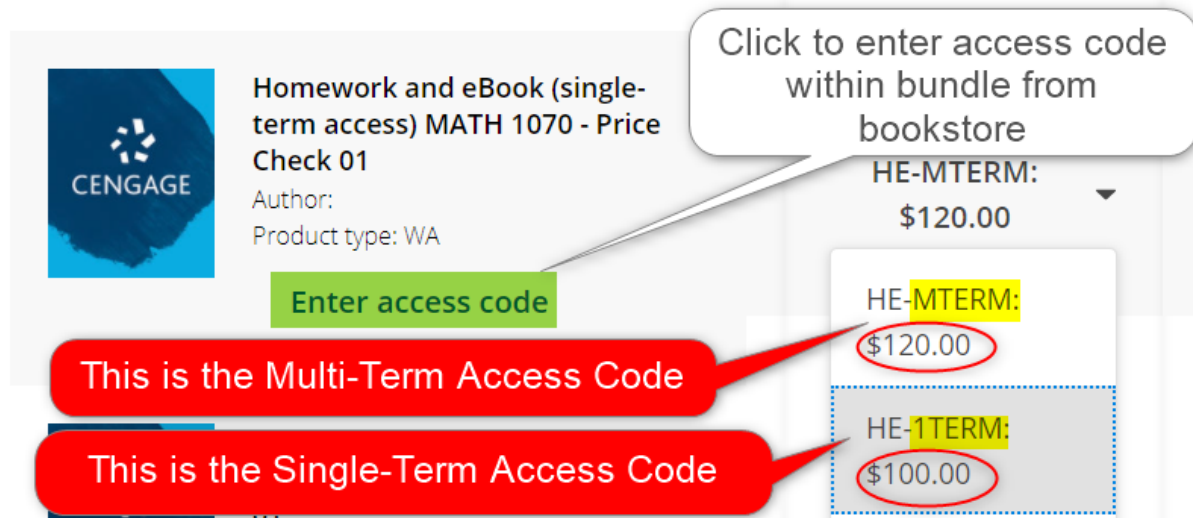 Click to enter access code
within bundle from
bookstore
CENGAGE
Homework and eBook (single-
term access) MATH 1070 - Price
Check 01
Author:
Product type: WA
Enter access code
HE-MTERM:
$120.00
HE-MTERM:
$120.00
This is the Multi-Term Access Code
HE-1TERM:
$100.00
This is the Single-Term Access Code